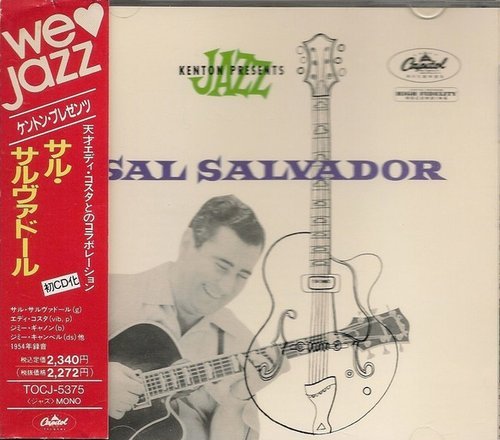 we♥
jazz
ケントン・プレゼンツ
サル・
サルヴァドール
天才エディ・コスタとのコラボレーション
初CD化
サル・サルヴァドール(g)
エディ・コスタ(vib, p)
ジミー・ギャノン(b)
ジミー・キャンベル(ds)他
1954年録音
税込定価 2,340円
(税抜価格 2,272円)
TOCJ-5375
〈ジャズ〉MONO
Capitol
KENTON PRESENTS
JAZZ
Capitol
RECORDS
HIGH FIDELITY
RECORDING
SAL SALVADOR